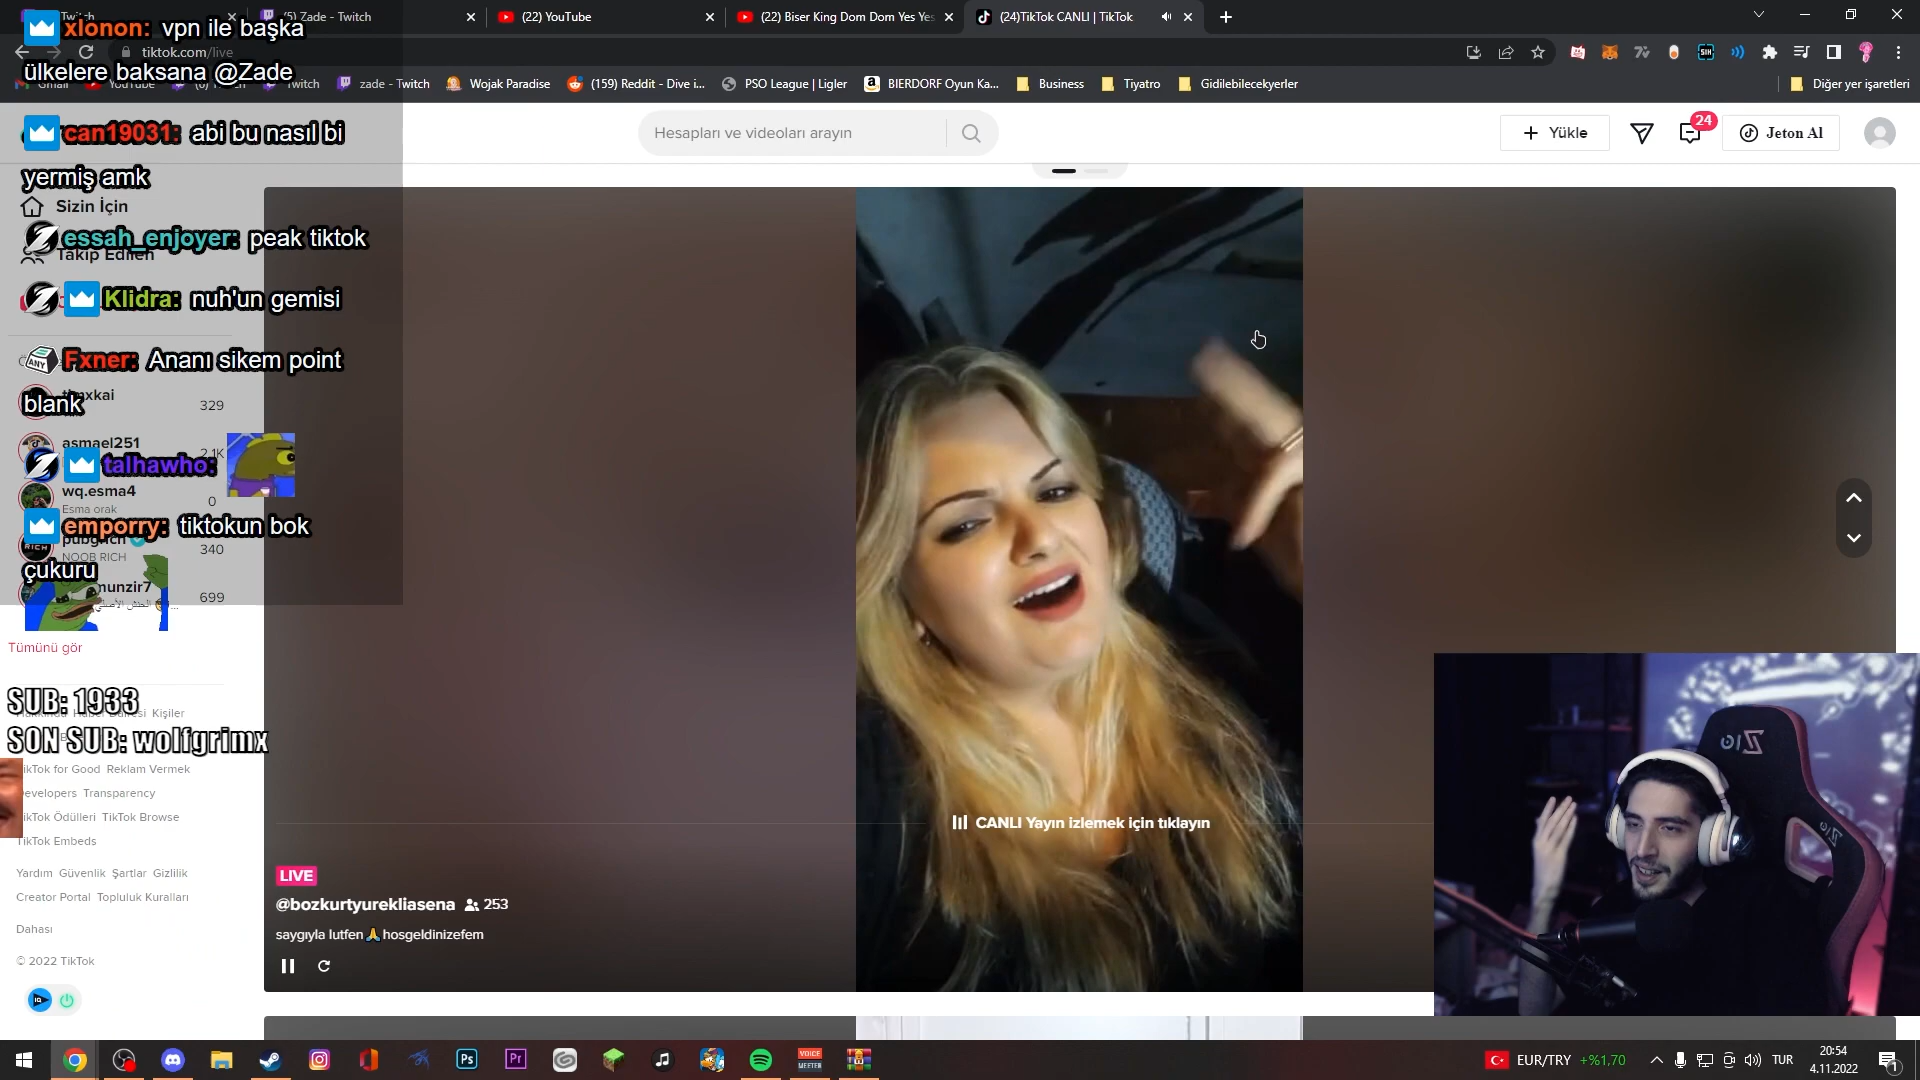 (5) Zade - Twitch
(22) YouTube
(22) Biser King Dom Dom Yes Yes
(24)TikTok CANLI | TikTok
tiktok.com/live
zade - Twitch
Wojak Paradise
(159) Reddit - Dive i...
PSO League | Ligler
BIERDORF Oyun Ka...
Business
Tiyatro
Gidilebilecekyerler
Diğer yer işaretleri
xlonon: vpn ile başka
ülkelere baksana @Zade
can19031: abi bu nasıl bi
yermiş amk
essah_enjoyer: peak tiktok
Klidra: nuh'un gemisi
Fxner: Ananı sikem point
blank
talhawho:
emporry: tiktokun bok
çukuru
Hesapları ve videoları arayın
Yükle
24
Jeton Al
Sizin İçin
Takip Edilen
329
asmael251
2.1K
wq.esma4
Esma orak
0
pubgrich
NOOB RICH
340
munzir7
699
Tümünü gör
SUB: 1933
SON SUB: wolfgrimx
Kişiler
TikTok for Good Reklam Vermek
Developers Transparency
TikTok Ödülleri TikTok Browse
TikTok Embeds
Yardım Güvenlik Şartlar Gizlilik
Creator Portal Topluluk Kuralları
Dahası
© 2022 TikTok
CANLI Yayın izlemek için tıklayın
LIVE
@bozkurtyurekliasena 253
saygıyla lutfen🙏hosgeldinizefem
EUR/TRY +%1,70
TUR
20:54
4.11.2022
1